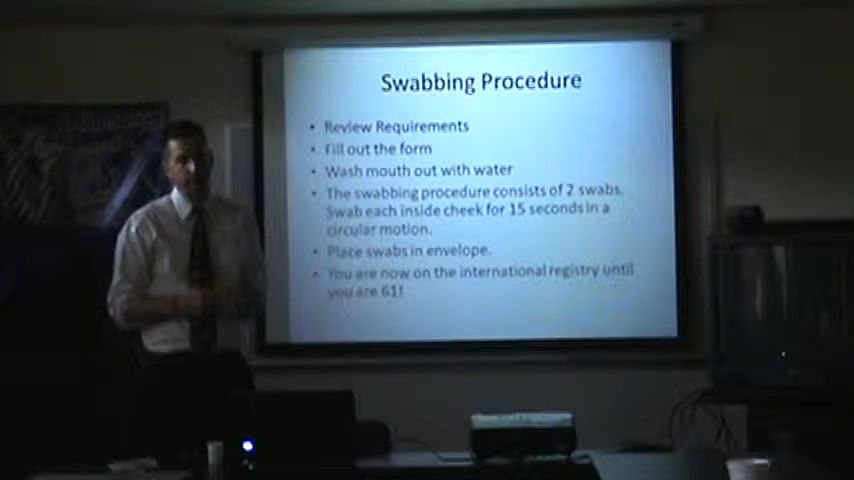 Swabbing Procedure
• Review Requirements
• Fill out the form
• Wash mouth out with water
• The swabbing procedure consists of 2 swabs.
Swab each inside cheek for 15 seconds in a
circular motion.
• Place swabs in envelope.
• You are now on the international registry until
you are 61!